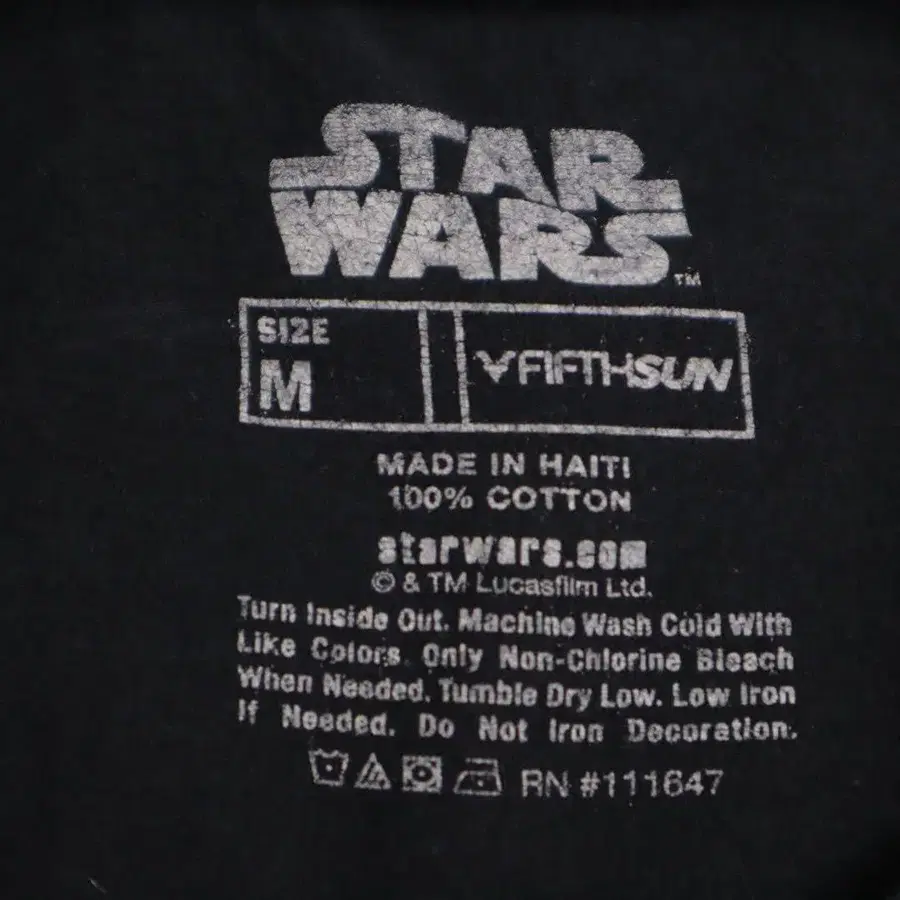 STAR
WARS™
SIZE
M
FIFTHSUN
MADE IN HAITI
100% COTTON
starwars.com
© & TM Lucasfilm Ltd.
Turn Inside Out. Machine Wash Cold With
Like Colors. Only Non-Chlorine Bleach
When Needed. Tumble Dry Low. Low Iron
If Needed. Do Not Iron Decoration.
RN #111647